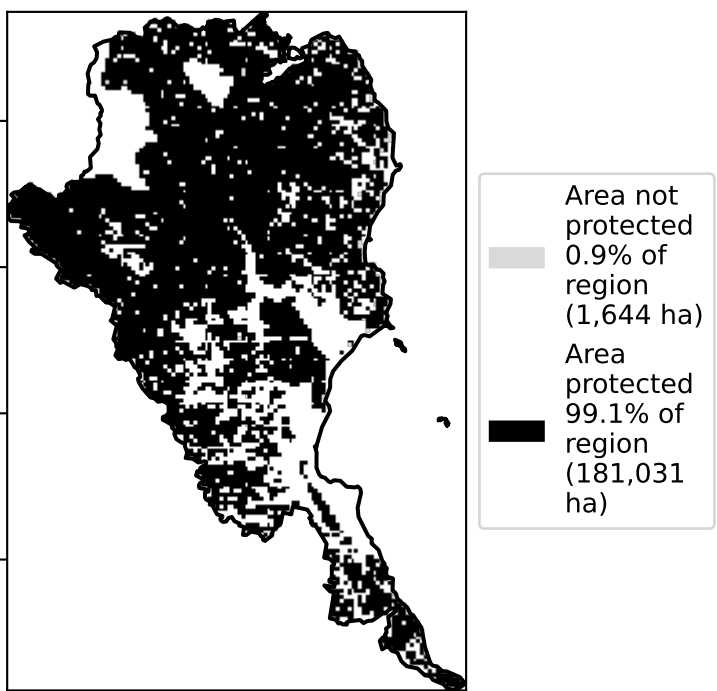 Area not
protected
0.9% of
region
(1,644 ha)
Area
protected
99.1% of
region
(181,031
ha)